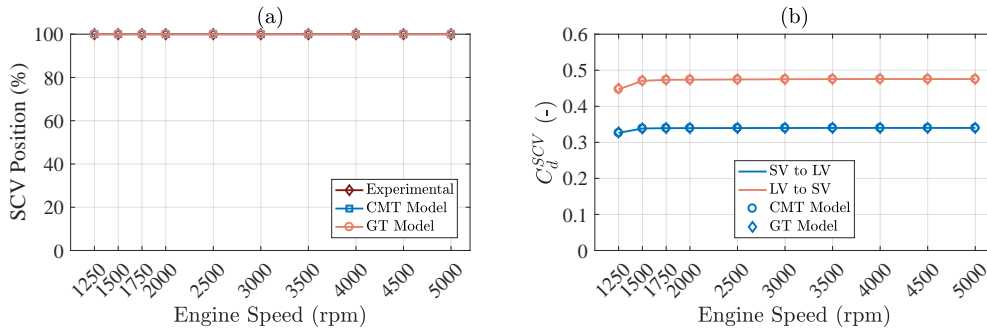 (a)
100
80
60
40
20
0
SCV Position (%)
Experimental
CMT Model
GT Model
1250
1500
1750
2000
2500
3000
3500
4000
4500
5000
Engine Speed (rpm)
(b)
0.6
0.5
0.4
0.3
0.2
0.1
0
C_d^{SCV} (-)
SV to LV
LV to SV
CMT Model
GT Model
1250
1500
1750
2000
2500
3000
3500
4000
4500
5000
Engine Speed (rpm)